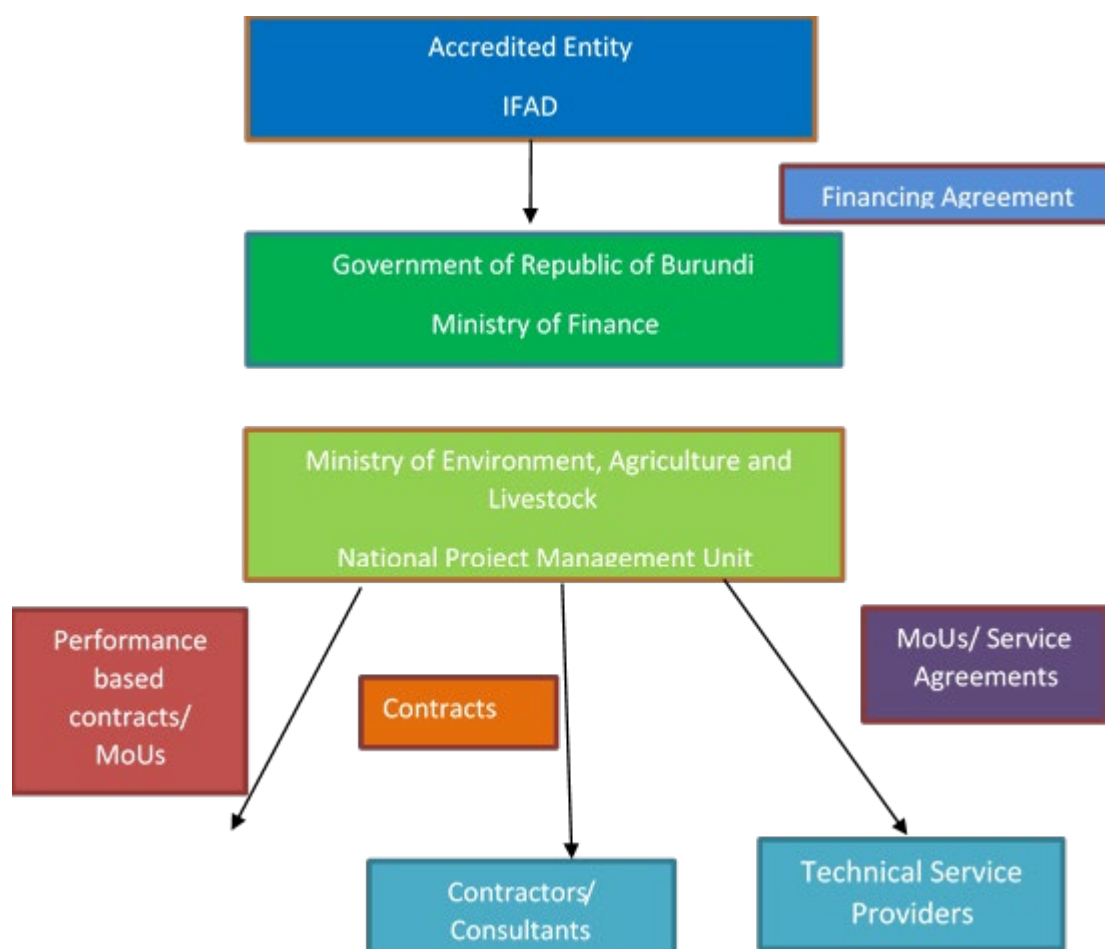 Accredited Entity
IFAD
Financing Agreement
Government of Republic of Burundi
Ministry of Finance
Ministry of Environment, Agriculture and
Livestock
National Project Management Unit
Performance
based
contracts/
MoUs
Contracts
MoUs/ Service
Agreements
Contractors/
Consultants
Technical Service
Providers